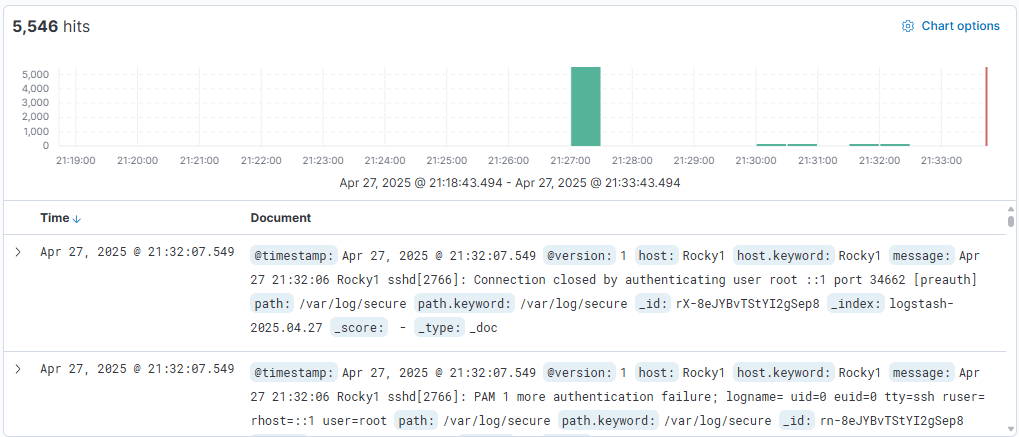 5,546 hits
Chart options
5,000
4,000
3,000
2,000
1,000
0
21:19:00 21:20:00 21:21:00 21:22:00 21:23:00 21:24:00 21:25:00 21:26:00 21:27:00 21:28:00 21:29:00 21:30:00 21:31:00 21:32:00 21:33:00
Apr 27, 2025 @ 21:18:43.494 - Apr 27, 2025 @ 21:33:43.494
Time Document
Apr 27, 2025 @ 21:32:07.549 @timestamp: Apr 27, 2025 @ 21:32:07.549 @version: 1 host: Rocky1 host.keyword: Rocky1 message: Apr
27 21:32:06 Rocky1 sshd[2766]: Connection closed by authenticating user root ::1 port 34662 [preauth]
path: /var/log/secure path.keyword: /var/log/secure _id: rX-8eJYBvTStYI2gSep8 _index: logstash-
2025.04.27 _score: - _type: _doc
Apr 27, 2025 @ 21:32:07.549 @timestamp: Apr 27, 2025 @ 21:32:07.549 @version: 1 host: Rocky1 host.keyword: Rocky1 message: Apr
27 21:32:06 Rocky1 sshd[2766]: PAM 1 more authentication failure; logname= uid=0 euid=0 tty=ssh ruser=
rhost=::1 user=root path: /var/log/secure path.keyword: /var/log/secure _id: rn-8eJYBvTStYI2gSep8